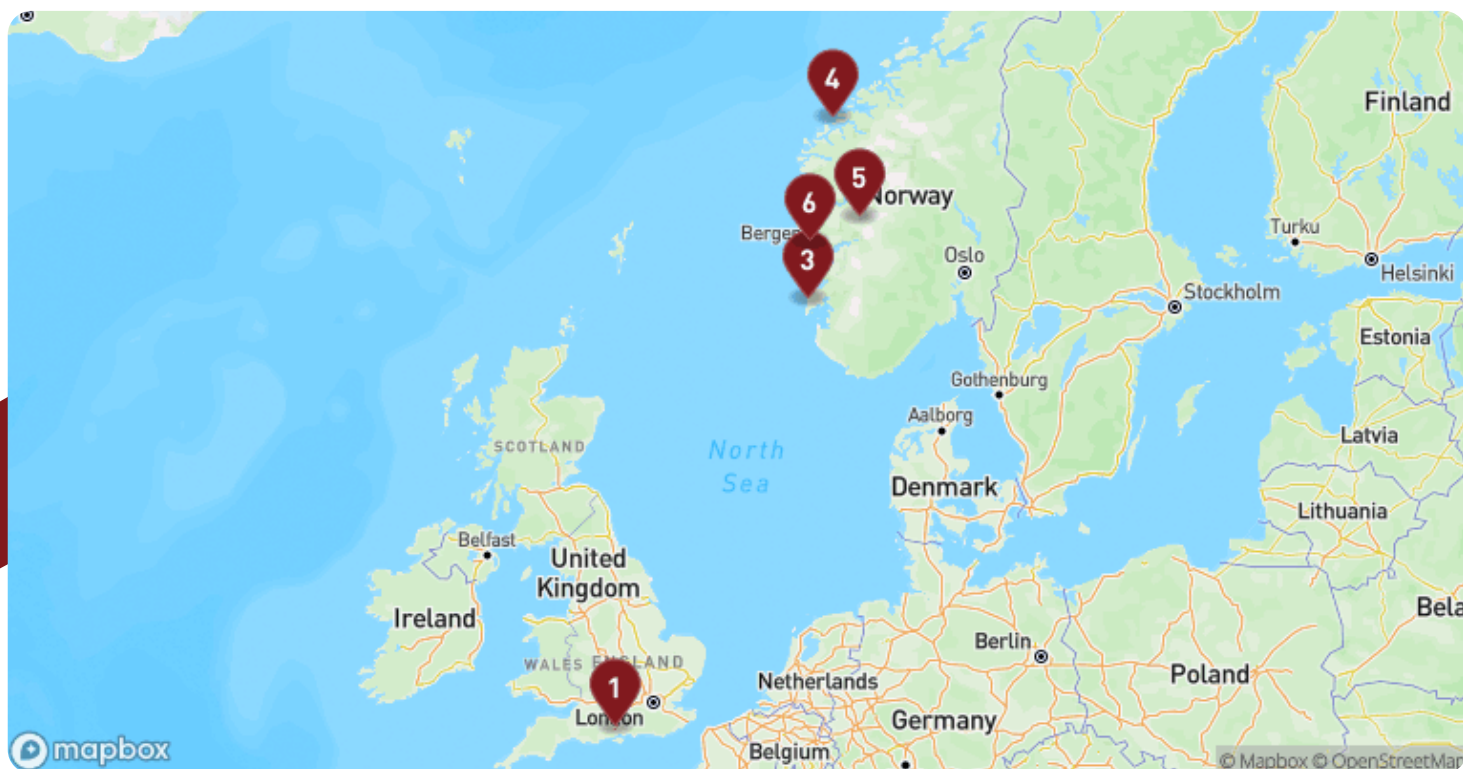 4
Finland
5
Norway
6
Bergen
Turku
3
Oslo
Helsinki
Stockholm
Estonia
Gothenburg
Aalborg
SCOTLAND
North
Sea
Latvia
Denmark
Lithuania
Belfast
United
Kingdom
Ireland
Bela
Berlin
WALES
ENGLAND
Poland
Netherlands
1
London
Germany
Belgium
mapbox
© Mapbox © OpenStreetMap